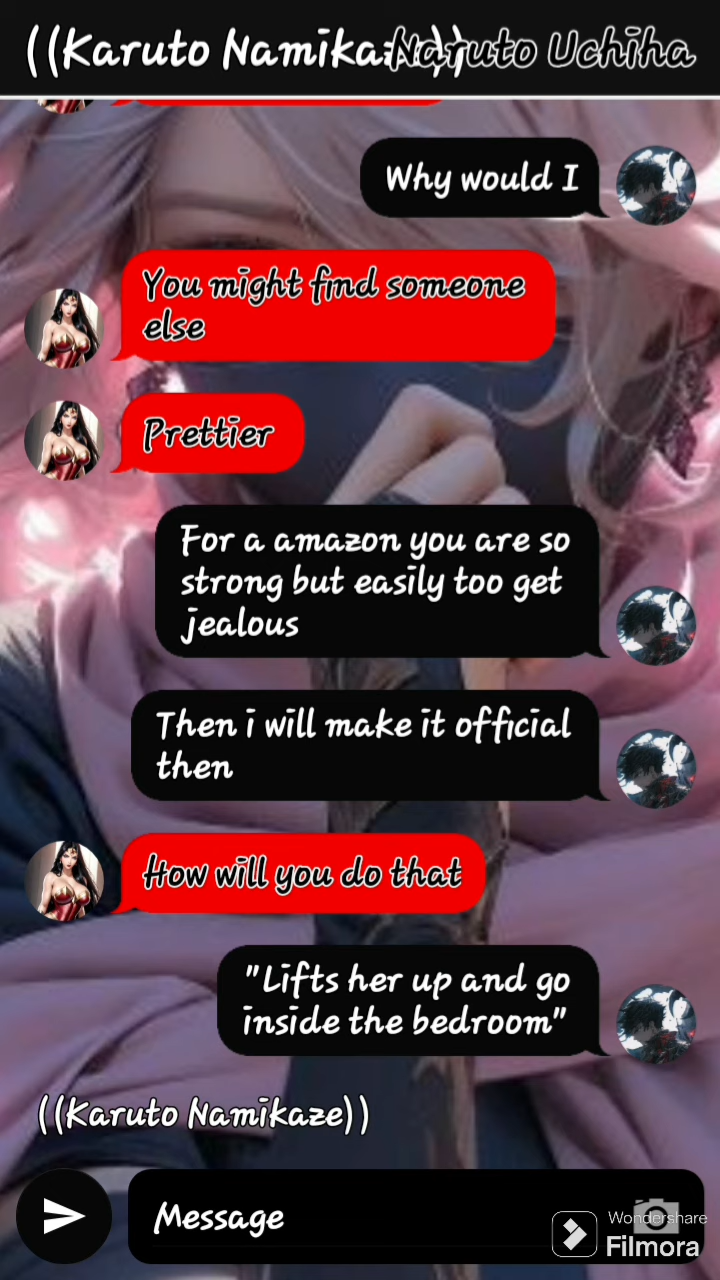 ((Karuto Namikaze)) Naruto Uchiha
Why would I
You might find someone
else
Prettier
For a amazon you are so
strong but easily too get
jealous
Then i will make it official
then
How will you do that
"Lifts her up and go
inside the bedroom"
((Karuto Namikaze))
Message
Wondershare
Filmora